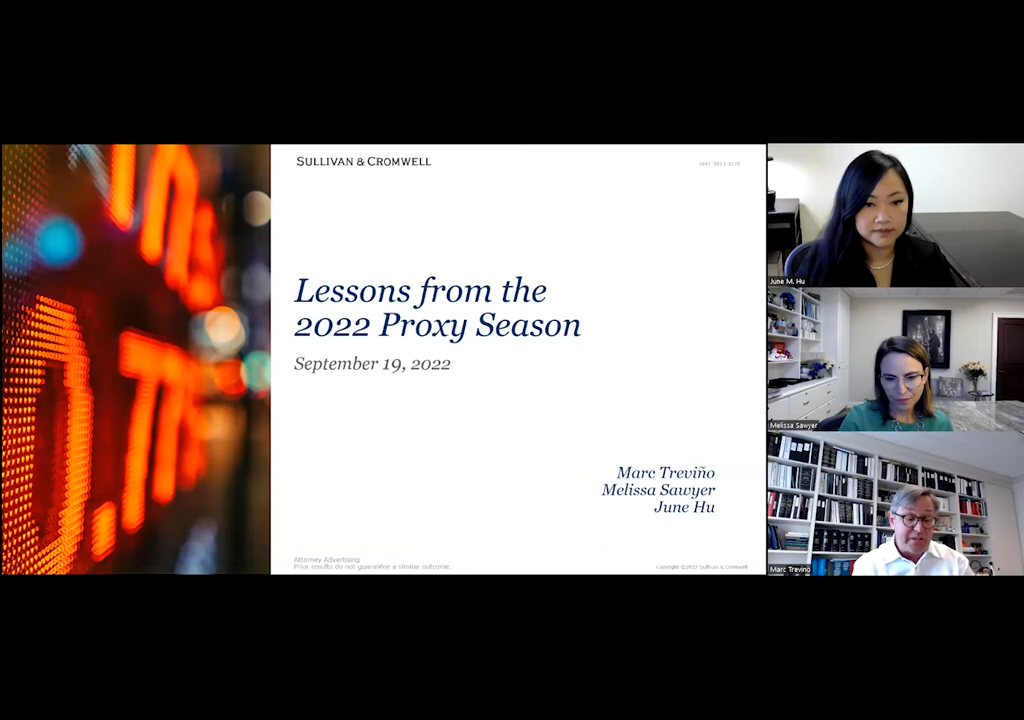 SULLIVAN & CROMWELL
Lessons from the
2022 Proxy Season
September 19, 2022
Marc Treviño
Melissa Sawyer
June Hu
Attorney Advertising
Prior results do not guarantee a similar outcome.
Copyright ©2022 Sullivan & Cromwell
June M. Hu
Melissa Sawyer
Marc Trevino